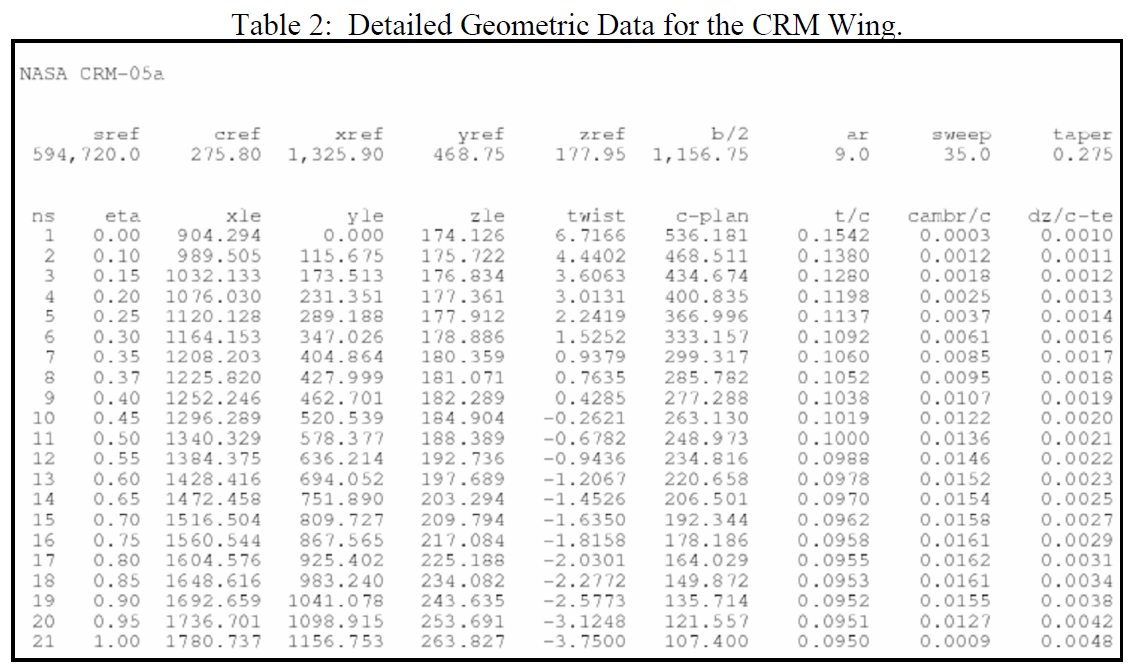 Table 2: Detailed Geometric Data for the CRM Wing.
NASA CRM-05a
sref cref xref yref zref b/2 ar sweep taper
594,720.0 275.80 1,325.90 468.75 177.95 1,156.75 9.0 35.0 0.275
ns eta xle yle zle twist c-plan t/c cambr/c dz/c-te
1 0.00 904.294 0.000 174.126 6.7166 536.181 0.1542 0.0003 0.0010
2 0.10 989.505 115.675 175.722 4.4402 468.511 0.1380 0.0012 0.0011
3 0.15 1032.133 173.513 176.834 3.6063 434.674 0.1280 0.0018 0.0012
4 0.20 1076.030 231.351 177.361 3.0131 400.835 0.1198 0.0025 0.0013
5 0.25 1120.128 289.188 177.912 2.2419 366.996 0.1137 0.0037 0.0014
6 0.30 1164.153 347.026 178.886 1.5252 333.157 0.1092 0.0061 0.0016
7 0.35 1208.203 404.864 180.359 0.9379 299.317 0.1060 0.0085 0.0017
8 0.37 1225.820 427.999 181.071 0.7635 285.782 0.1052 0.0095 0.0018
9 0.40 1252.246 462.701 182.289 0.4285 277.288 0.1038 0.0107 0.0019
10 0.45 1296.289 520.539 184.904 -0.2621 263.130 0.1019 0.0122 0.0020
11 0.50 1340.329 578.377 188.389 -0.6782 248.973 0.1000 0.0136 0.0021
12 0.55 1384.375 636.214 192.736 -0.9436 234.816 0.0988 0.0146 0.0022
13 0.60 1428.416 694.052 197.689 -1.2067 220.658 0.0978 0.0152 0.0023
14 0.65 1472.458 751.890 203.294 -1.4526 206.501 0.0970 0.0154 0.0025
15 0.70 1516.504 809.727 209.794 -1.6350 192.344 0.0962 0.0158 0.0027
16 0.75 1560.544 867.565 217.084 -1.8158 178.186 0.0958 0.0161 0.0029
17 0.80 1604.576 925.402 225.188 -2.0301 164.029 0.0955 0.0162 0.0031
18 0.85 1648.616 983.240 234.082 -2.2772 149.872 0.0953 0.0161 0.0034
19 0.90 1692.659 1041.078 243.635 -2.5773 135.714 0.0952 0.0155 0.0038
20 0.95 1736.701 1098.915 253.691 -3.1248 121.557 0.0951 0.0127 0.0042
21 1.00 1780.737 1156.753 263.827 -3.7500 107.400 0.0950 0.0009 0.0048